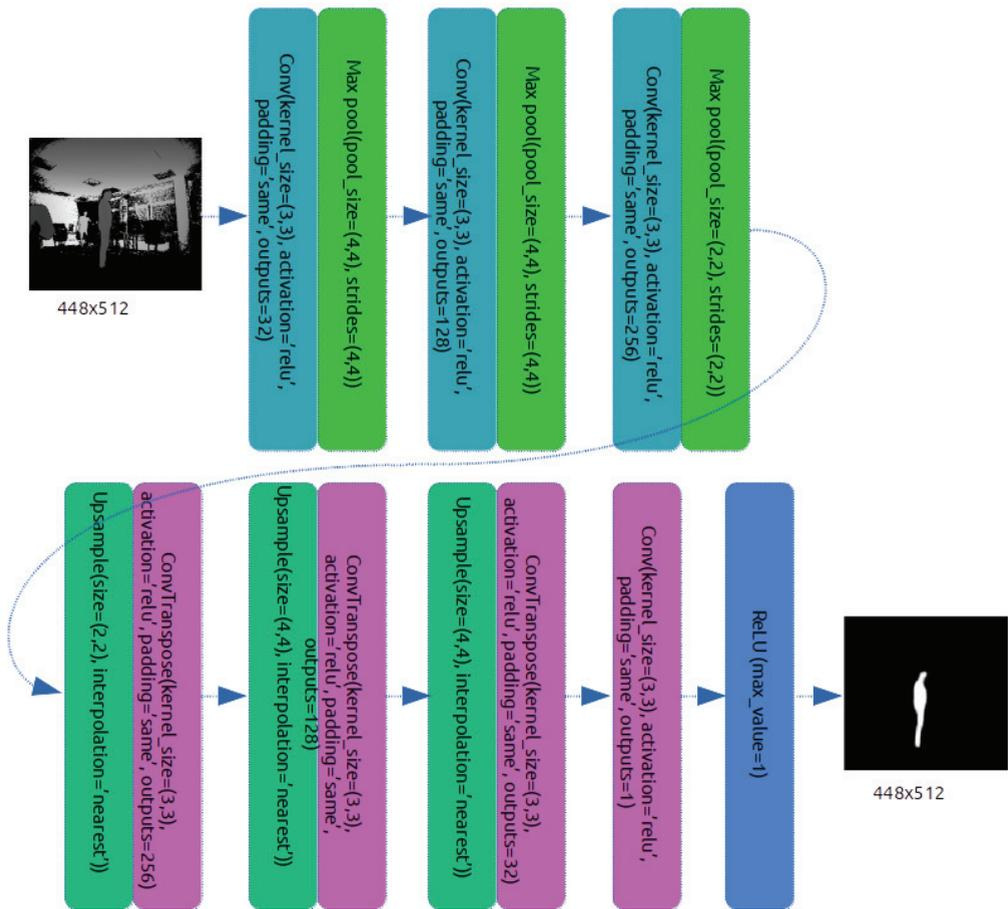 Conv(kernel_size=(3,3), activation='relu',
padding='same', outputs=32)
Max pool(pool_size=(4,4), strides=(4,4))
Conv(kernel_size=(3,3), activation='relu',
padding='same', outputs=128)
Max pool(pool_size=(4,4), strides=(4,4))
Conv(kernel_size=(3,3), activation='relu',
padding='same', outputs=256)
Max pool(pool_size=(2,2), strides=(2,2))
448x512
Upsample(size=(2,2), interpolation='nearest'))
ConvTranspose(kernel_size=(3,3),
activation='relu', padding='same', outputs=256)
Upsample(size=(4,4), interpolation='nearest'))
ConvTranspose(kernel_size=(3,3),
activation='relu', padding='same',
outputs=128)
Upsample(size=(4,4), interpolation='nearest'))
ConvTranspose(kernel_size=(3,3),
activation='relu', padding='same', outputs=32)
Conv(kernel_size=(3,3), activation='relu',
padding='same', outputs=1)
ReLU (max_value=1)
448x512